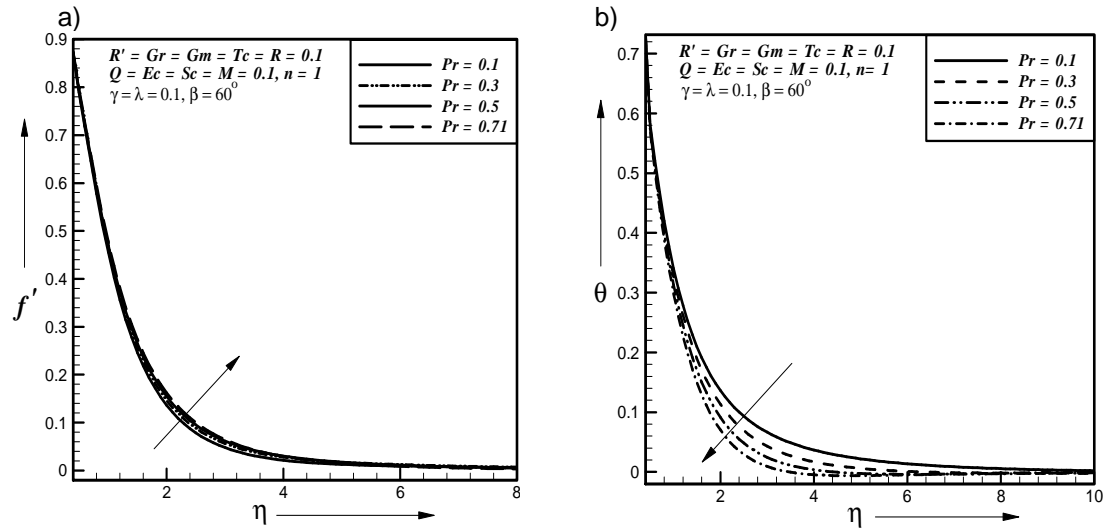 a)
R' = Gr = Gm = Tc = R = 0.1
Q = Ec = Sc = M = 0.1, n = 1
γ = λ = 0.1, β = 60°
Pr = 0.1
Pr = 0.3
Pr = 0.5
Pr = 0.71
0.9
0.8
0.7
0.6
0.5
0.4
0.3
0.2
0.1
0
f'
2
4
6
8
η
b)
R' = Gr = Gm = Tc = R = 0.1
Q = Ec = Sc = M = 0.1, n= 1
γ = λ = 0.1, β = 60°
Pr = 0.1
Pr = 0.3
Pr = 0.5
Pr = 0.71
0.7
0.6
0.5
0.4
0.3
0.2
0.1
0
θ
2
4
6
8
10
η